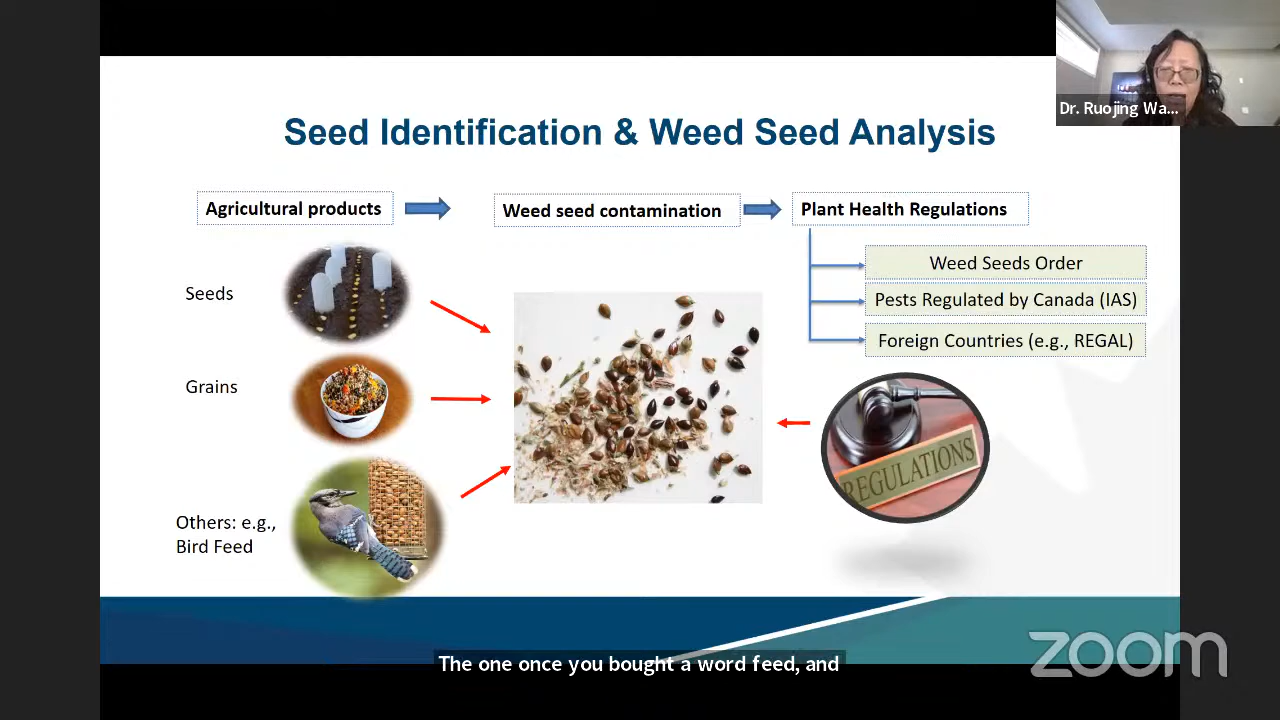 Dr. Ruojing Wa...
Seed Identification & Weed Seed Analysis
Agricultural products
Weed seed contamination
Plant Health Regulations
Weed Seeds Order
Pests Regulated by Canada (IAS)
Foreign Countries (e.g., REGAL)
Seeds
Grains
Others: e.g.,
Bird Feed
REGULATIONS
The one once you bought a word feed, and
zoom